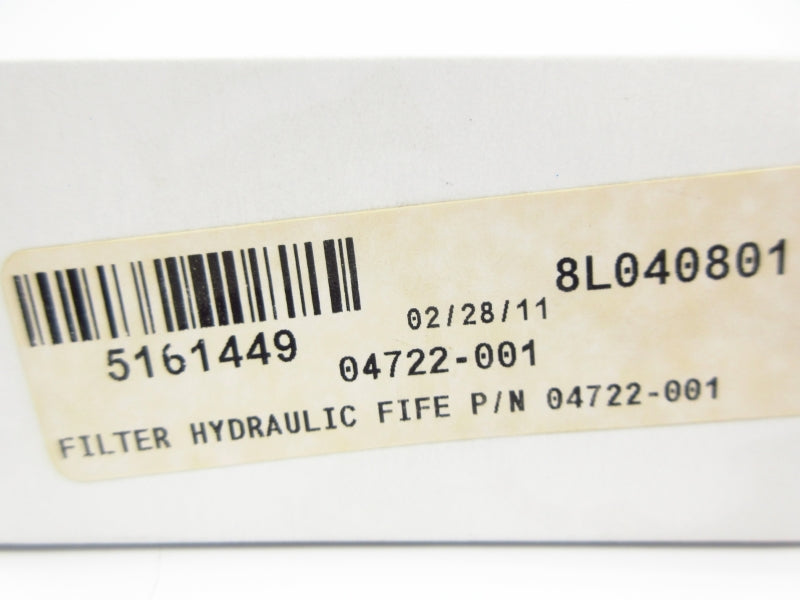 8L040801
02/28/11
5161449
04722-001
FILTER HYDRAULIC FIFE P/N 04722-001